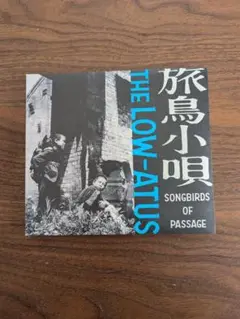 THE LOW-ATUS
旅鳥小唄
SONGBIRDS
OF
PASSAGE